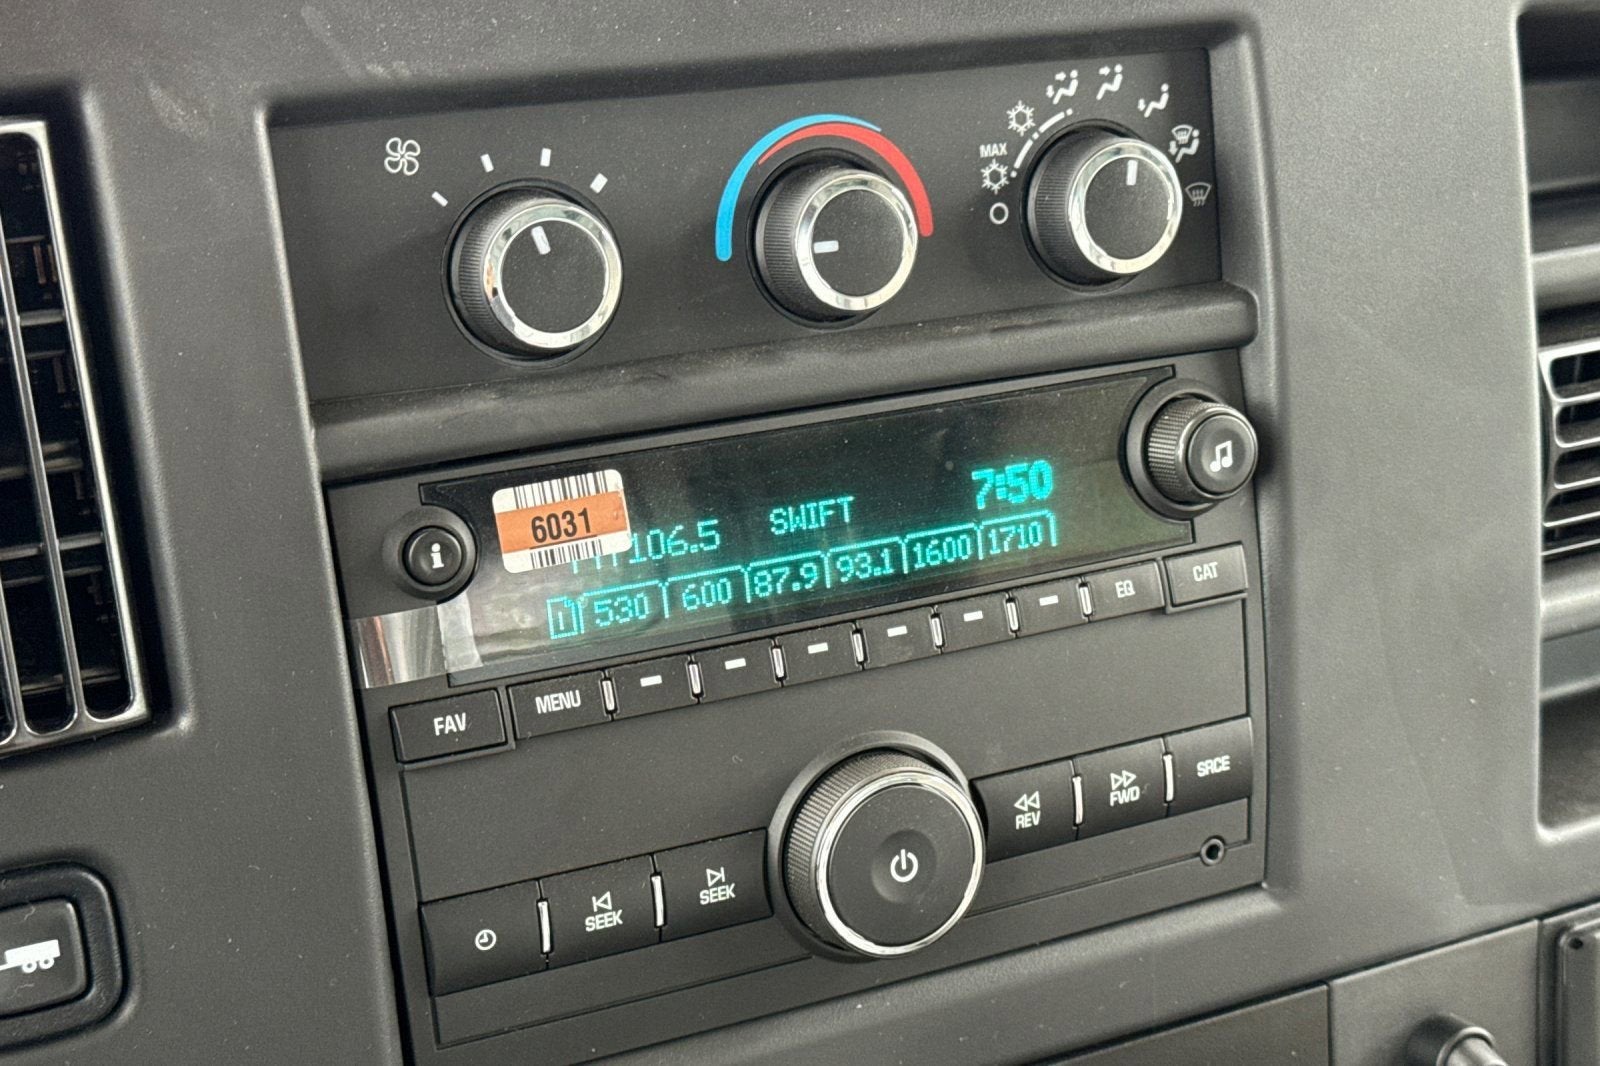 MAX
6031
106.5 SWIFT 7:50
1 530 600 87.9 93.1 1600 1710
i
FAV MENU EQ CAT
SEEK SEEK REV FWD SRCE